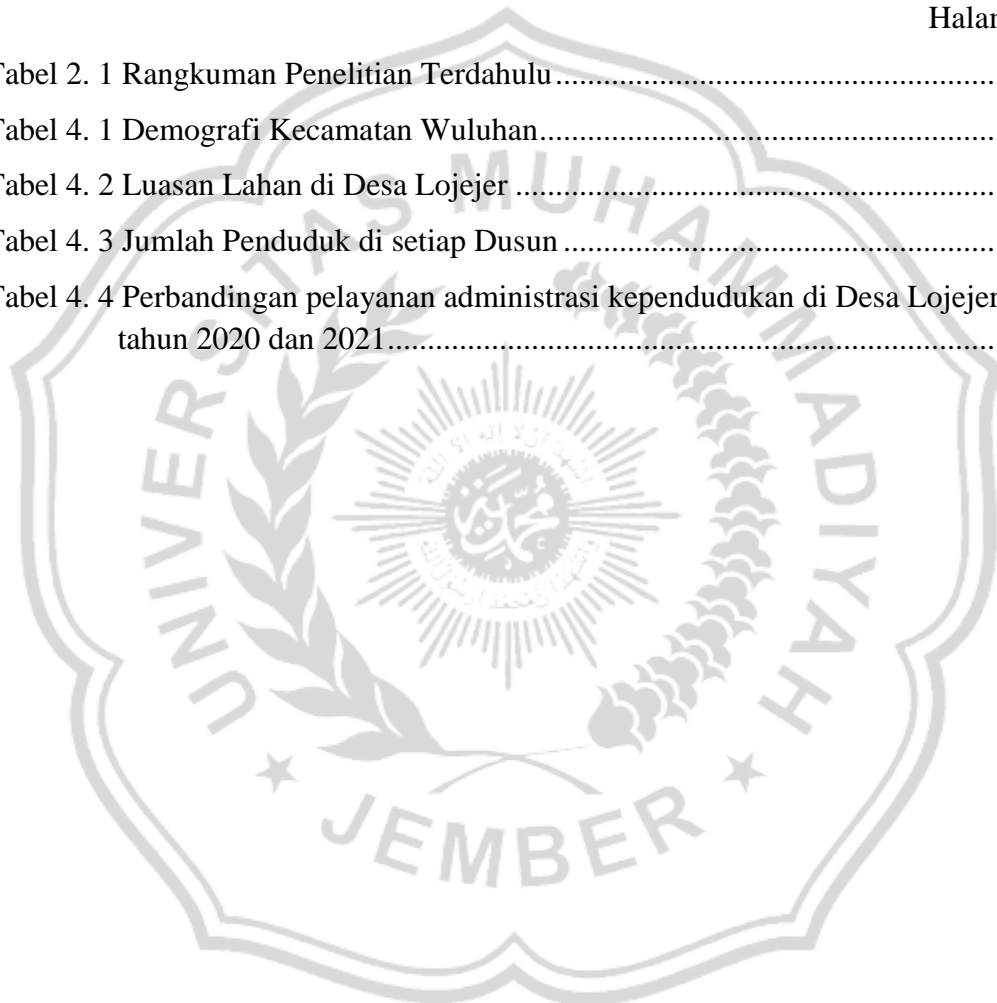 Halan
Tabel 2. 1 Rangkuman Penelitian Terdahulu........................................................
Tabel 4. 1 Demografi Kecamatan Wuluhan..........................................................
Tabel 4. 2 Luasan Lahan di Desa Lojejer.............................................................
Tabel 4. 3 Jumlah Penduduk di setiap Dusun.......................................................
Tabel 4. 4 Perbandingan pelayanan administrasi kependudukan di Desa Lojejer
tahun 2020 dan 2021..............................................................................
UNIVERSITAS MUHAMMADIYAH
JEMBER